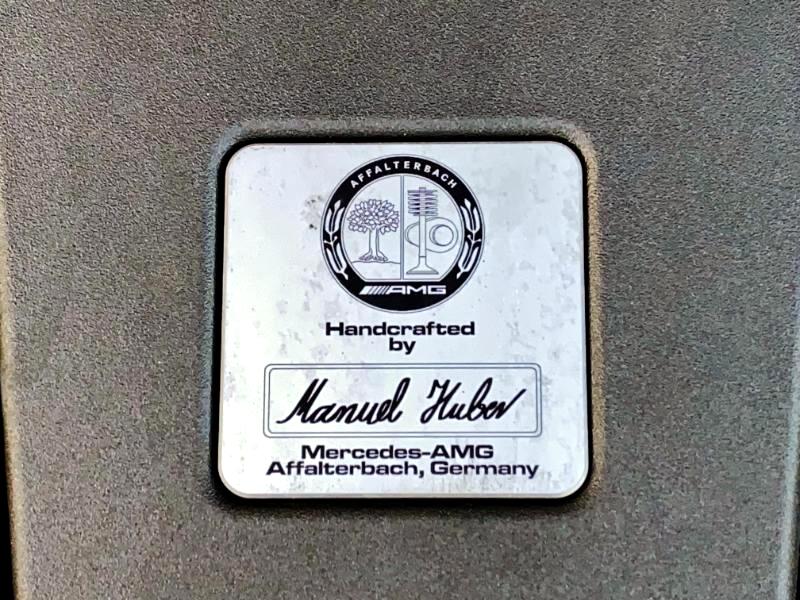 AFFALTERBACH
AMG
Handcrafted
by
Manuel Huber
Mercedes-AMG
Affalterbach, Germany